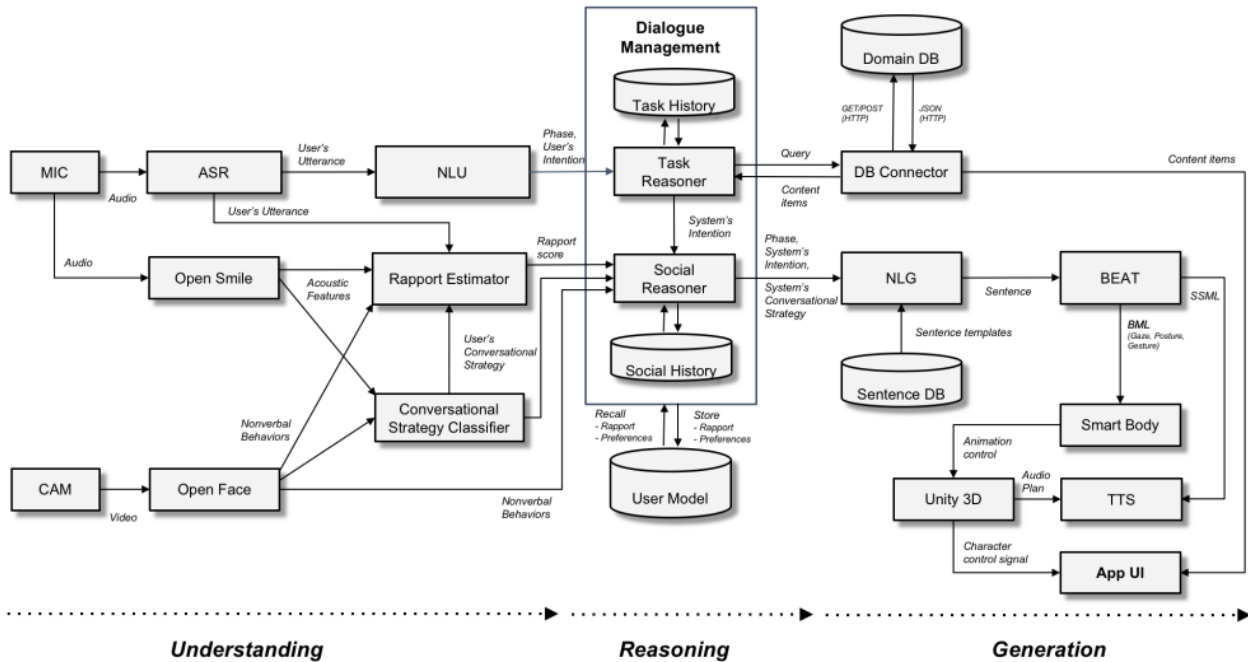 Dialogue
Management
Task History
Domain DB
GET/POST
(HTTP)
JSON
(HTTP)
MIC
Audio
ASR
User's
Utterance
NLU
Phase,
User's
Intention
Task
Reasoner
Query
Content
items
DB Connector
Content items
User's Utterance
System's
Intention
Audio
Open Smile
Acoustic
Features
Rapport Estimator
Rapport
score
Social
Reasoner
Phase,
System's
Intention,
System's
Conversational
Strategy
NLG
Sentence
BEAT
SSML
BML
(Gaze, Posture,
Gesture)
User's
Conversational
Strategy
Social History
Sentence templates
Sentence DB
Nonverbal
Behaviors
Conversational
Strategy Classifier
Recall
- Rapport
- Preferences
Store
- Rapport
- Preferences
Smart Body
Animation
control
CAM
Video
Open Face
Nonverbal
Behaviors
User Model
Unity 3D
Audio
Plan
TTS
Character
control signal
App UI
Understanding
Reasoning
Generation